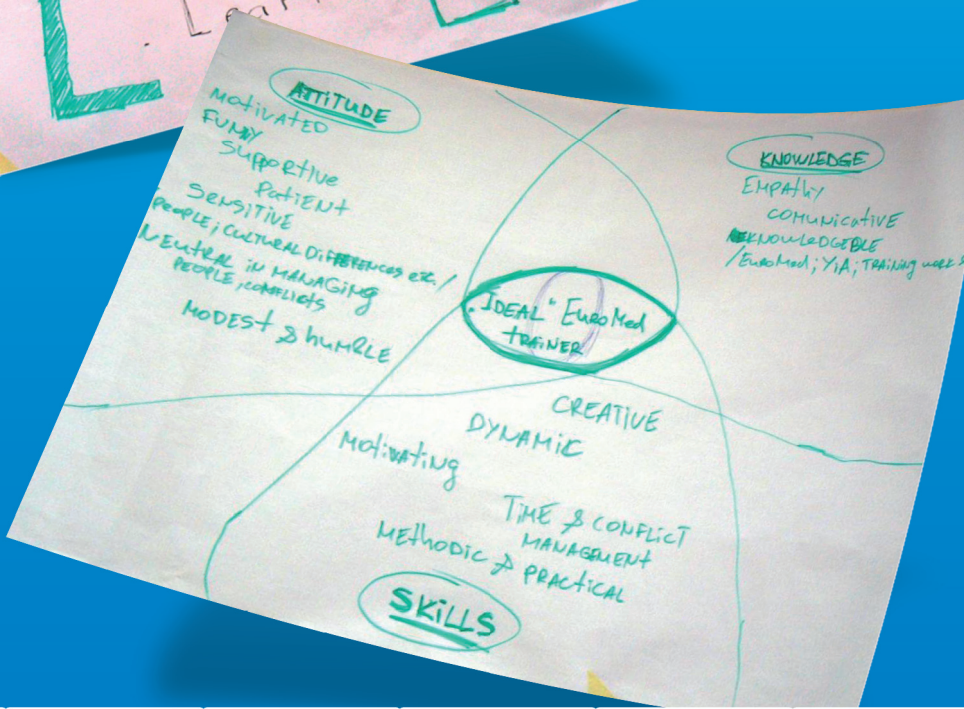 Lear
ATTITUDE
MOTIVATED
FUNNY
SUPPORTIVE
PATIENT
SENSITIVE
PEOPLE; CULTURAL DIFFERENCES etc./
NEUTRAL IN MANAGING
PEOPLE, CONFLICTS
MODEST & HUMBLE
KNOWLEDGE
EMPATHY
COMUNICATIVE
KNOWLEDGEBLE
/EuroMed; YiA; TRAINING work
"IDEAL" EuroMed
TRAINER
CREATIVE
DYNAMIC
Motivating
TIME & CONFLICT
MANAGEMENT
METHODIC & PRACTICAL
SKILLS